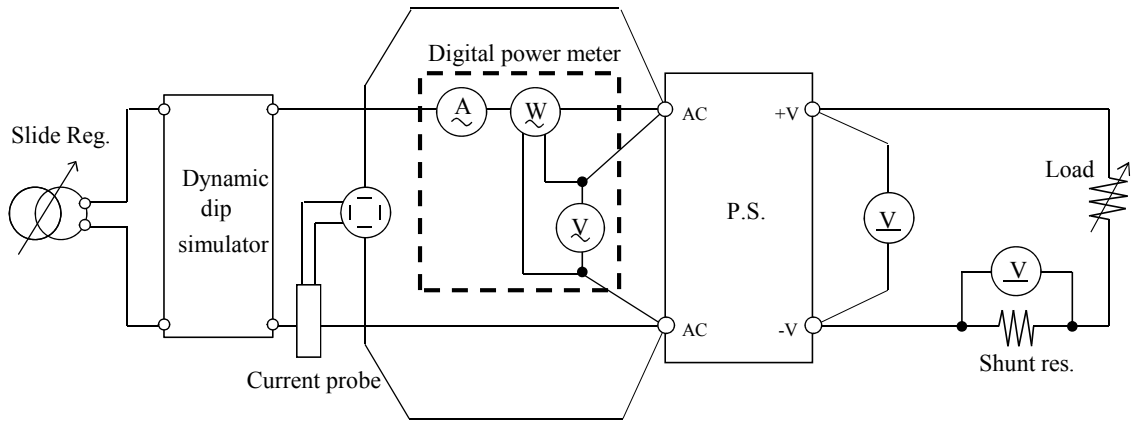 Digital power meter
A
W
AC
+V
Slide Reg.
Dynamic
dip
simulator
V
P.S.
V
Load
V
AC
-V
Current probe
Shunt res.